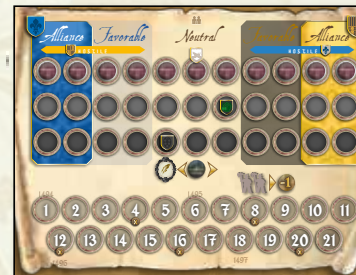 Alliance Favorable Neutral Favorable Alliance
HOSTILE HOSTILE
-1
1494 1495
1 2 3 4 5 6 7 8 9 10 11
12 13 14 15 16 17 18 19 20 21
1496 1497